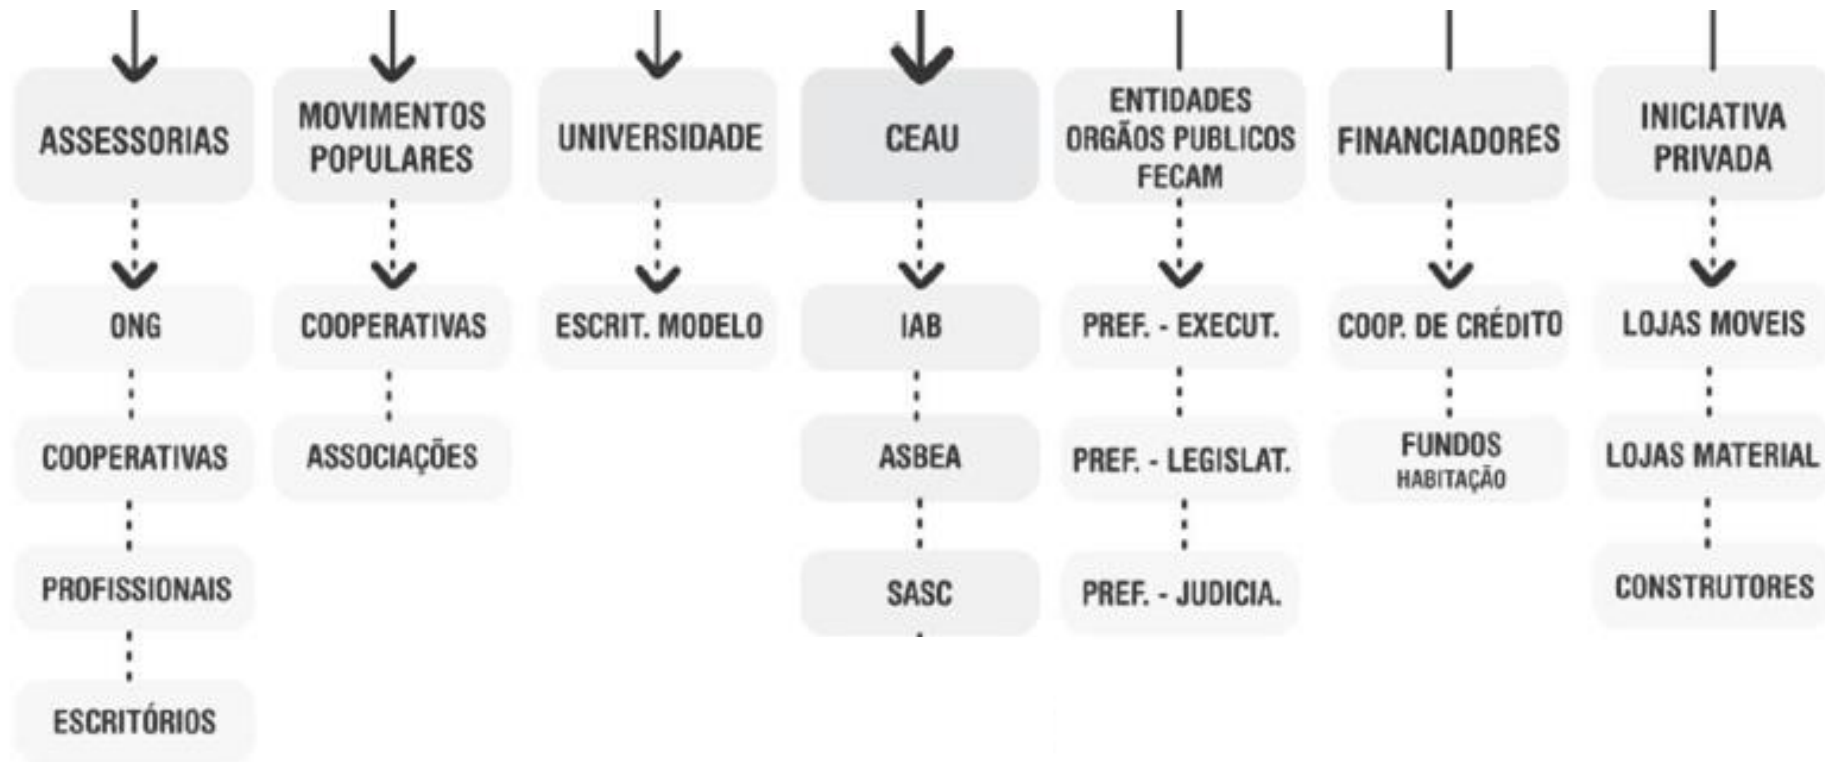 ASSESSORIAS
MOVIMENTOS
POPULARES
UNIVERSIDADE
CEAU
ENTIDADES
ORGÃOS PUBLICOS
FECAM
FINANCIADORES
INICIATIVA
PRIVADA
ONG
COOPERATIVAS
ESCRIT. MODELO
IAB
PREF. - EXECUT.
COOP. DE CRÉDITO
LOJAS MOVEIS
COOPERATIVAS
ASSOCIAÇÕES
ASBEA
PREF. - LEGISLAT.
FUNDOS
HABITAÇÃO
LOJAS MATERIAL
PROFISSIONAIS
SASC
PREF. - JUDICIA.
CONSTRUTORES
ESCRITÓRIOS